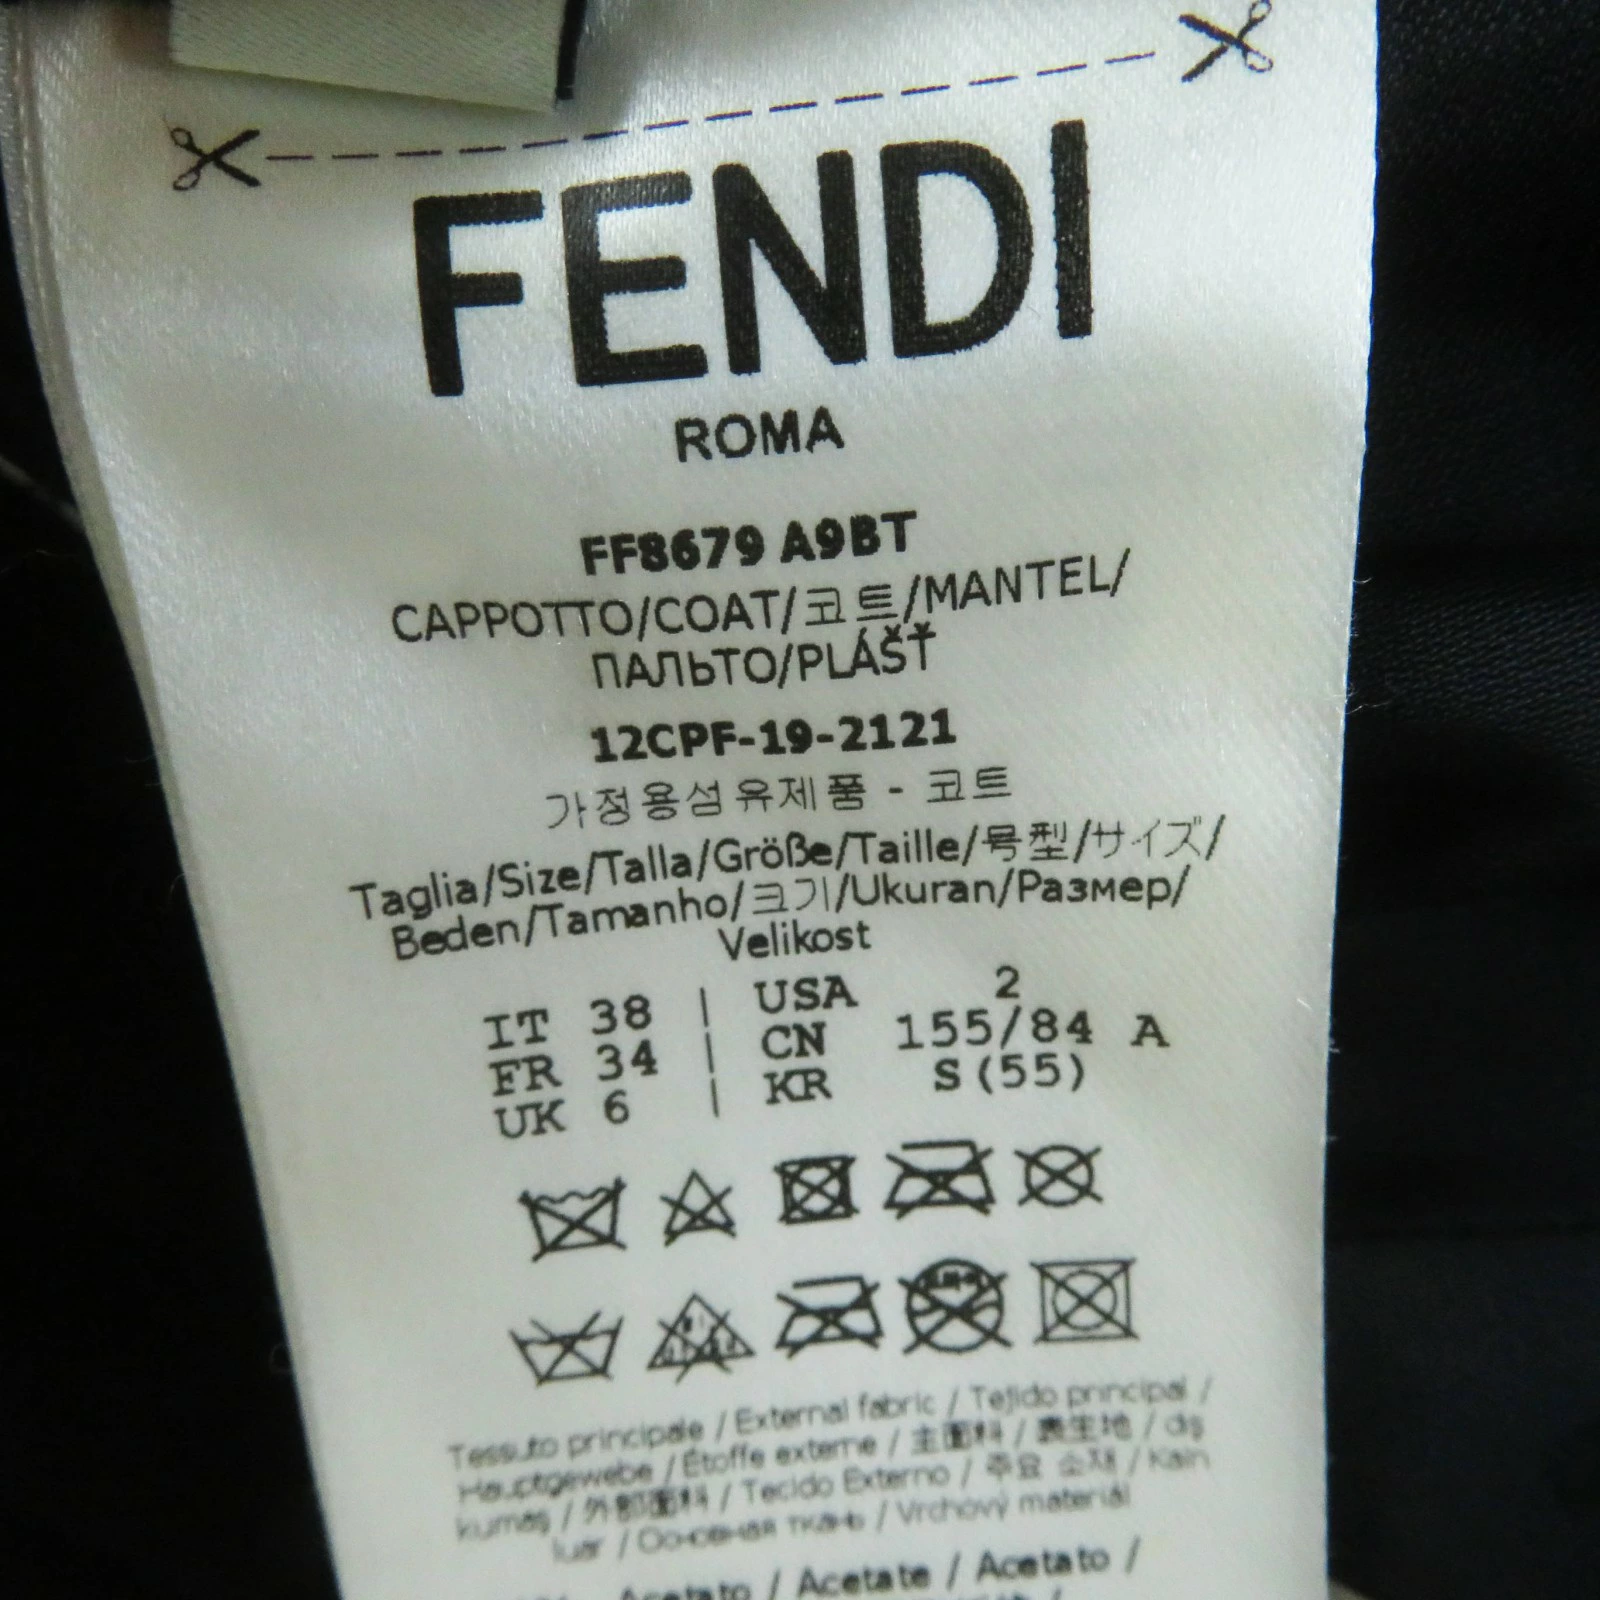 FENDI
ROMA
FF8679 A9BT
CAPPOTTO/COAT/코트/MANTEL/
ПАЛЬТО/PLÁŠŤ
12CPF-19-2121
가정용섬유제품 - 코트
Taglia/Size/Talla/Größe/Taille/号型/サイズ/
Beden/Tamanho/크기/Ukuran/Размер/
Velikost
IT 38 | USA 2
FR 34 | CN 155/84 A
UK 6 | KR S(55)
Tessuto principale / External fabric / Tejido principal /
Hauptgewebe / Étoffe externe / 主面料 / 表生地 / dış
kumaş / 外部面料 / Tecido Externo / 주요 소재 / Kain
luar / Основная ткань / Vrchový materiál
Acetato / Acetate / Acetato /